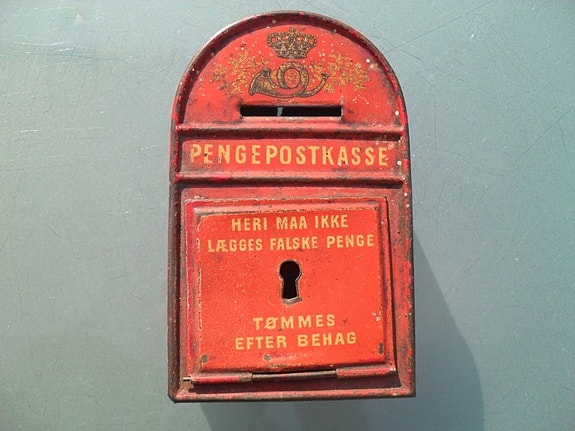 PENGEPOSTKASSE
HERI MAA IKKE
LÆGGES FALSKE PENGE
TØMMES
EFTER BEHAG